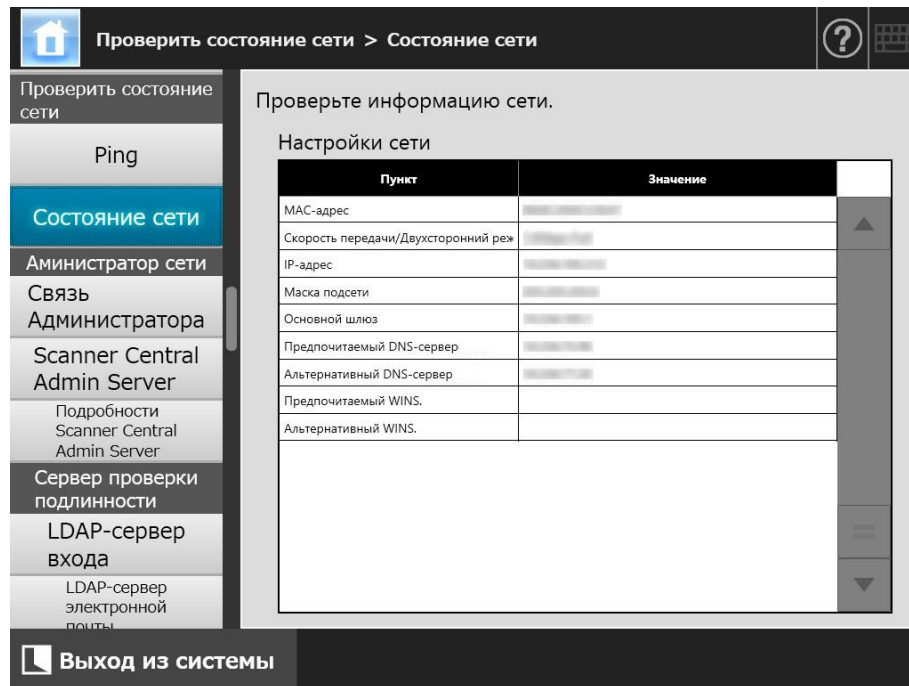 Проверить состояние сети > Состояние сети
?
Проверить состояние
сети
Ping
Состояние сети
Аминистратор сети
Связь
Администратора
Scanner Central
Admin Server
Подробности
Scanner Central
Admin Server
Сервер проверки
подлинности
LDAP-сервер
входа
LDAP-сервер
электронной
почты
Проверьте информацию сети.
Настройки сети
Пункт Значение
MAC-адрес
Скорость передачи/Двухсторонний реж
IP-адрес
Маска подсети
Основной шлюз
Предпочитаемый DNS-сервер
Альтернативный DNS-сервер
Предпочитаемый WINS.
Альтернативный WINS.
Выход из системы